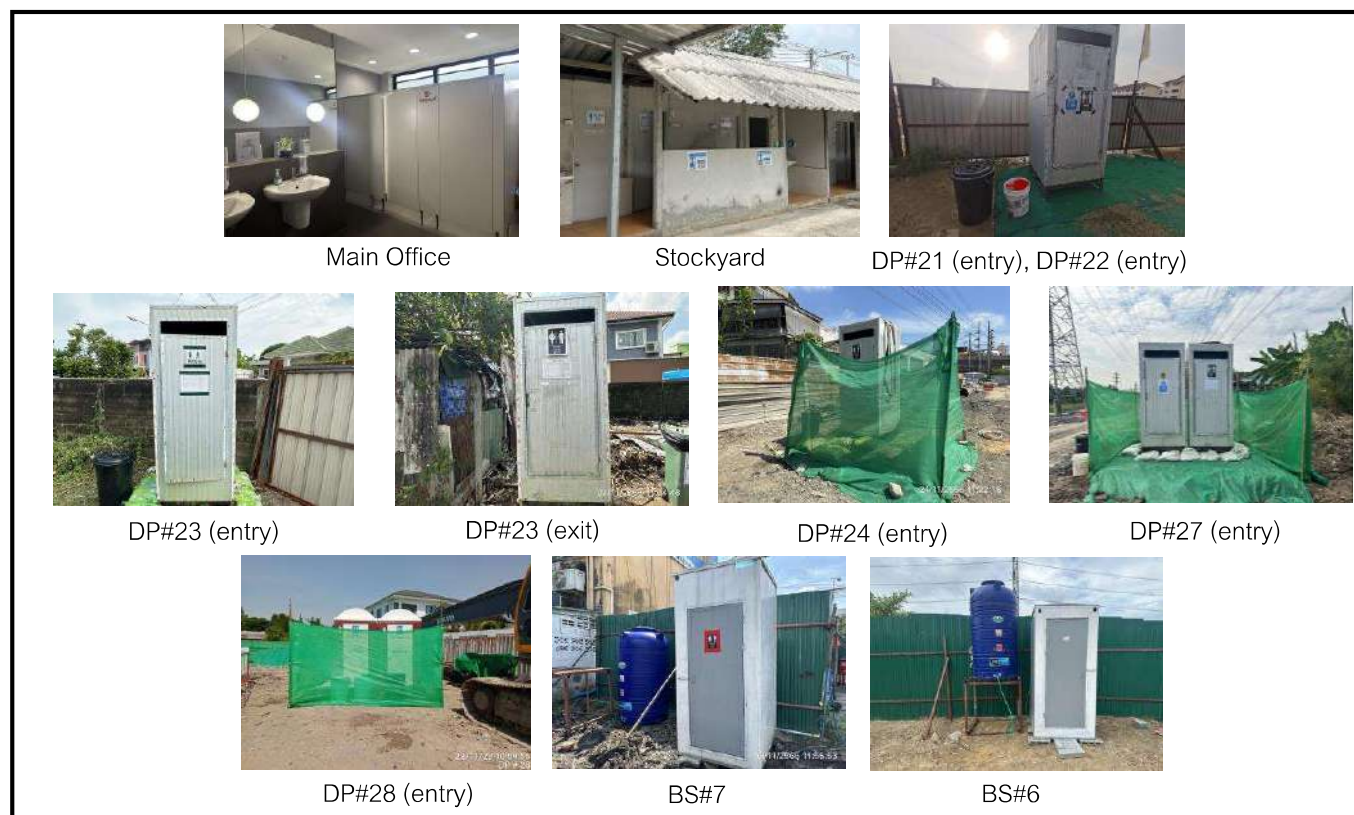 Main Office
Stockyard
DP#21 (entry), DP#22 (entry)
DP#23 (entry)
DP#23 (exit)
DP#24 (entry)
DP#27 (entry)
DP#28 (entry)
BS#7
BS#6